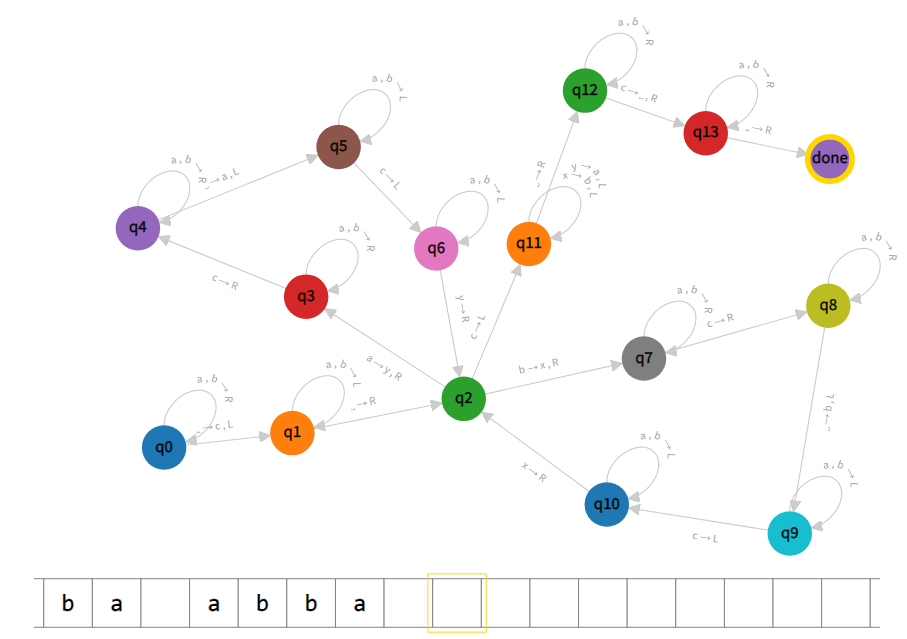 a,b→R
q12
c→_,R
a,b→R
q13
_→R
done
a,b→L
q5
c→L
a,b→R
_→a,L
q4
a,b→L
q6
_→R
y→a,L
x→b,L
q11
a,b→R
q8
c→R
a,b→R
q3
y→R
c→L
a,b→R
c→R
q7
a→y,R
b→x,R
q2
a,b→R
_→c,L
q0
a,b→L
_→R
q1
_→b,L
x→R
a,b→L
q10
c→L
a,b→L
q9
b a a b b a